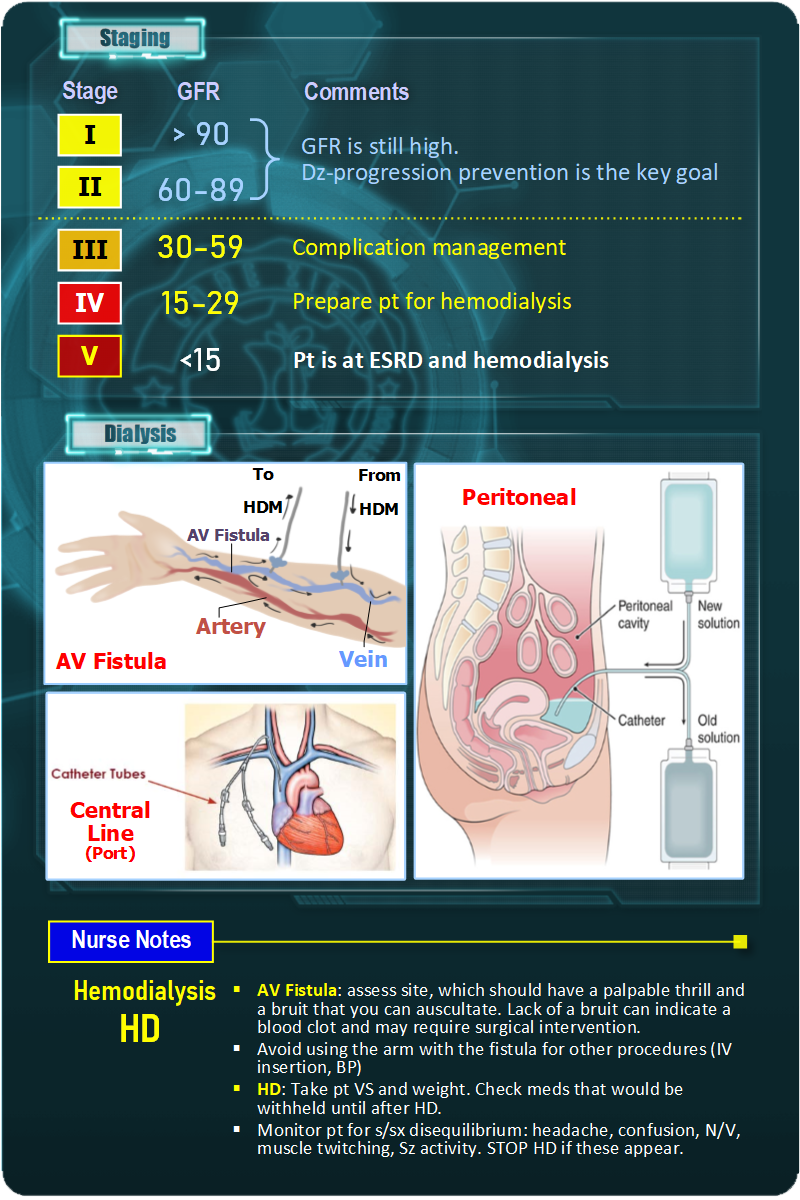 Staging
Stage GFR Comments
I > 90
II 60-89
GFR is still high.
Dz-progression prevention is the key goal
III 30-59 Complication management
IV 15-29 Prepare pt for hemodialysis
V <15 Pt is at ESRD and hemodialysis
Dialysis
To From
HDM HDM
AV Fistula
Artery
Vein
AV Fistula
Peritoneal
Peritoneal
cavity
New
solution
Catheter
Old
solution
Catheter Tubes
Central
Line
(Port)
Nurse Notes
Hemodialysis
HD
▪ AV Fistula: assess site, which should have a palpable thrill and
a bruit that you can auscultate. Lack of a bruit can indicate a
blood clot and may require surgical intervention.
▪ Avoid using the arm with the fistula for other procedures (IV
insertion, BP)
▪ HD: Take pt VS and weight. Check meds that would be
withheld until after HD.
▪ Monitor pt for s/sx disequilibrium: headache, confusion, N/V,
muscle twitching, Sz activity. STOP HD if these appear.